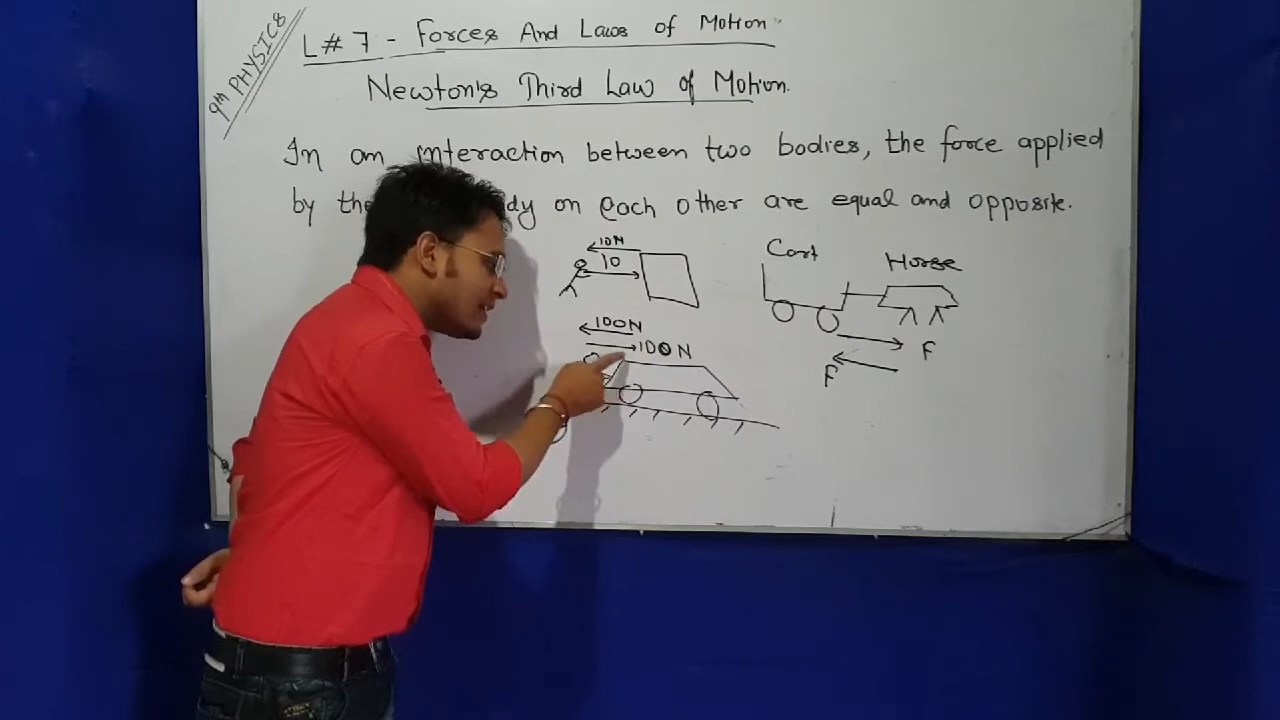 9th PHYSICS
L# 7 - Forces And Laws of Motion
Newton's Third Law of Motion.
In an interaction between two bodies, the force applied
by the dy on each other are equal and opposite.
10N
10
Cart
Horse
100N
100 N
F
F